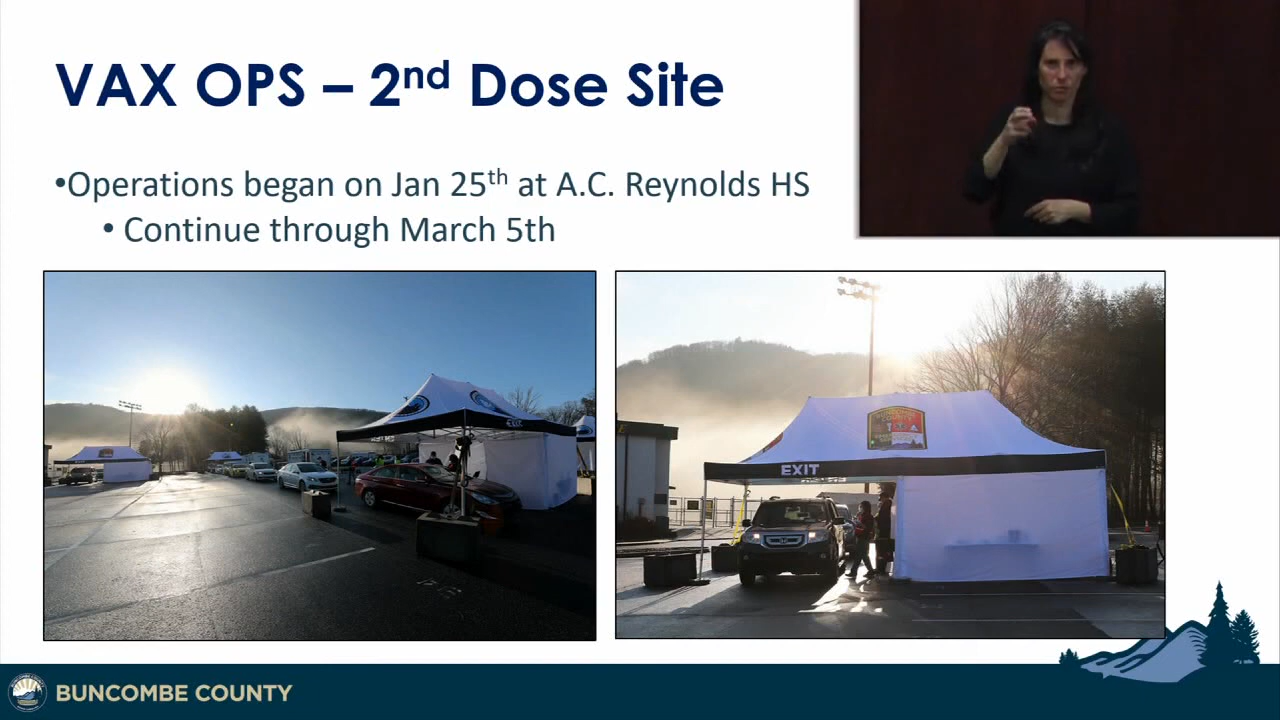 VAX OPS – 2nd Dose Site
•Operations began on Jan 25th at A.C. Reynolds HS
• Continue through March 5th
EXIT
EXIT
BUNCOMBE COUNTY